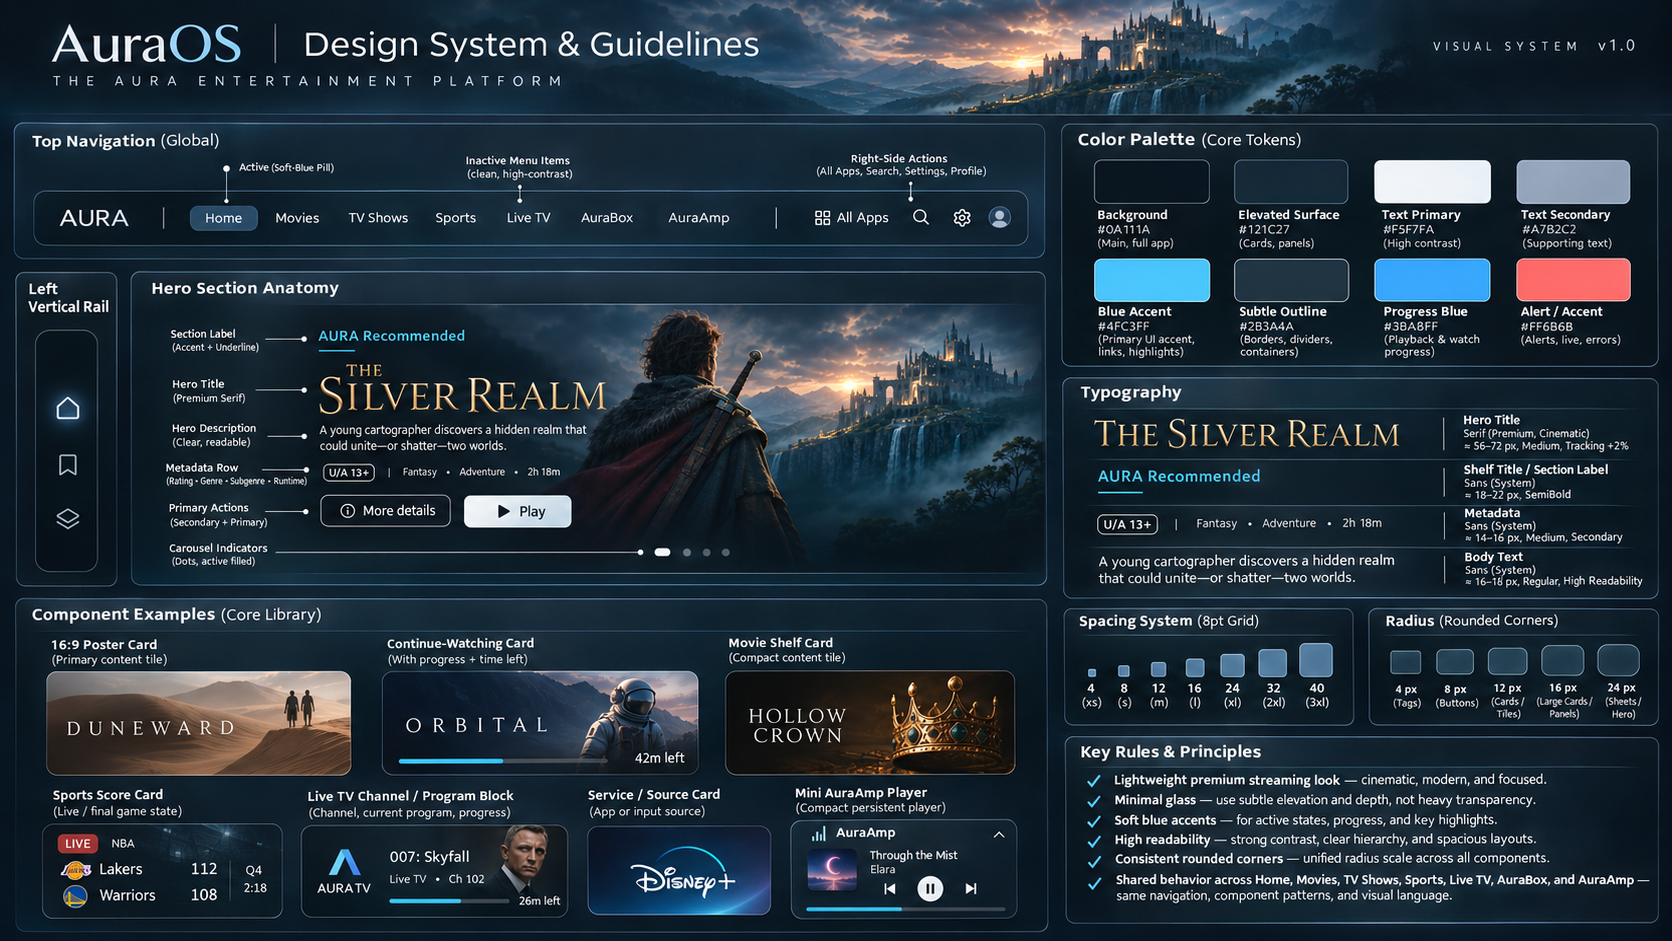 AuraOS
Design System & Guidelines
THE AURA ENTERTAINMENT PLATFORM
VISUAL SYSTEM v1.0
Top Navigation (Global)
Active (Soft-Blue Pill)
Inactive Menu Items
(clean, high-contrast)
Right-Side Actions
(All Apps, Search, Settings, Profile)
AURA
Home
Movies
TV Shows
Sports
Live TV
AuraBox
AuraAmp
All Apps
Left
Vertical Rail
Hero Section Anatomy
Section Label
(Accent + Underline)
AURA Recommended
Hero Title
(Premium Serif)
THE
SILVER REALM
Hero Description
(Clear, readable)
A young cartographer discovers a hidden realm that
could unite—or shatter—two worlds.
Metadata Row
(Rating • Genre • Subgenre • Runtime)
U/A 13+ | Fantasy • Adventure • 2h 18m
Primary Actions
(Secondary + Primary)
More details
Play
Carousel Indicators
(Dots, active filled)
Component Examples (Core Library)
16:9 Poster Card
(Primary content tile)
DUNEWARD
Continue-Watching Card
(With progress + time left)
ORBITAL
42m left
Movie Shelf Card
(Compact content tile)
HOLLOW
CROWN
Sports Score Card
(Live / final game state)
LIVE NBA
Lakers 112
Warriors 108
Q4
2:18
Live TV Channel / Program Block
(Channel, current program, progress)
AURA TV
007: Skyfall
Live TV • Ch 102
26m left
Service / Source Card
(App or input source)
Disney+
Mini AuraAmp Player
(Compact persistent player)
AuraAmp
Through the Mist
Elara
Color Palette (Core Tokens)
Background
#0A111A
(Main, full app)
Elevated Surface
#121C27
(Cards, panels)
Text Primary
#F5F7FA
(High contrast)
Text Secondary
#A7B2C2
(Supporting text)
Blue Accent
#4FC3FF
(Primary UI accent,
links, highlights)
Subtle Outline
#2B3A4A
(Borders, dividers,
containers)
Progress Blue
#3BA8FF
(Playback & watch
progress)
Alert / Accent
#FF6B6B
(Alerts, live, errors)
Typography
THE SILVER REALM
Hero Title
Serif (Premium, Cinematic)
≈ 56–72 px, Medium, Tracking +2%
AURA Recommended
Shelf Title / Section Label
Sans (System)
≈ 18–22 px, SemiBold
U/A 13+ | Fantasy • Adventure • 2h 18m
Metadata
Sans (System)
≈ 14–16 px, Medium, Secondary
A young cartographer discovers a hidden realm
that could unite—or shatter—two worlds.
Body Text
Sans (System)
≈ 16–18 px, Regular, High Readability
Spacing System (8pt Grid)
4 8 12 16 24 32 40
(xs) (s) (m) (l) (xl) (2xl) (3xl)
Radius (Rounded Corners)
4 px
(Tags)
8 px
(Buttons)
12 px
(Cards /
Tiles)
16 px
(Large Cards /
Panels)
24 px
(Sheets /
Hero)
Key Rules & Principles
Lightweight premium streaming look — cinematic, modern, and focused.
Minimal glass — use subtle elevation and depth, not heavy transparency.
Soft blue accents — for active states, progress, and key highlights.
High readability — strong contrast, clear hierarchy, and spacious layouts.
Consistent rounded corners — unified radius scale across all components.
Shared behavior across Home, Movies, TV Shows, Sports, Live TV, AuraBox, and AuraAmp —
same navigation, component patterns, and visual language.